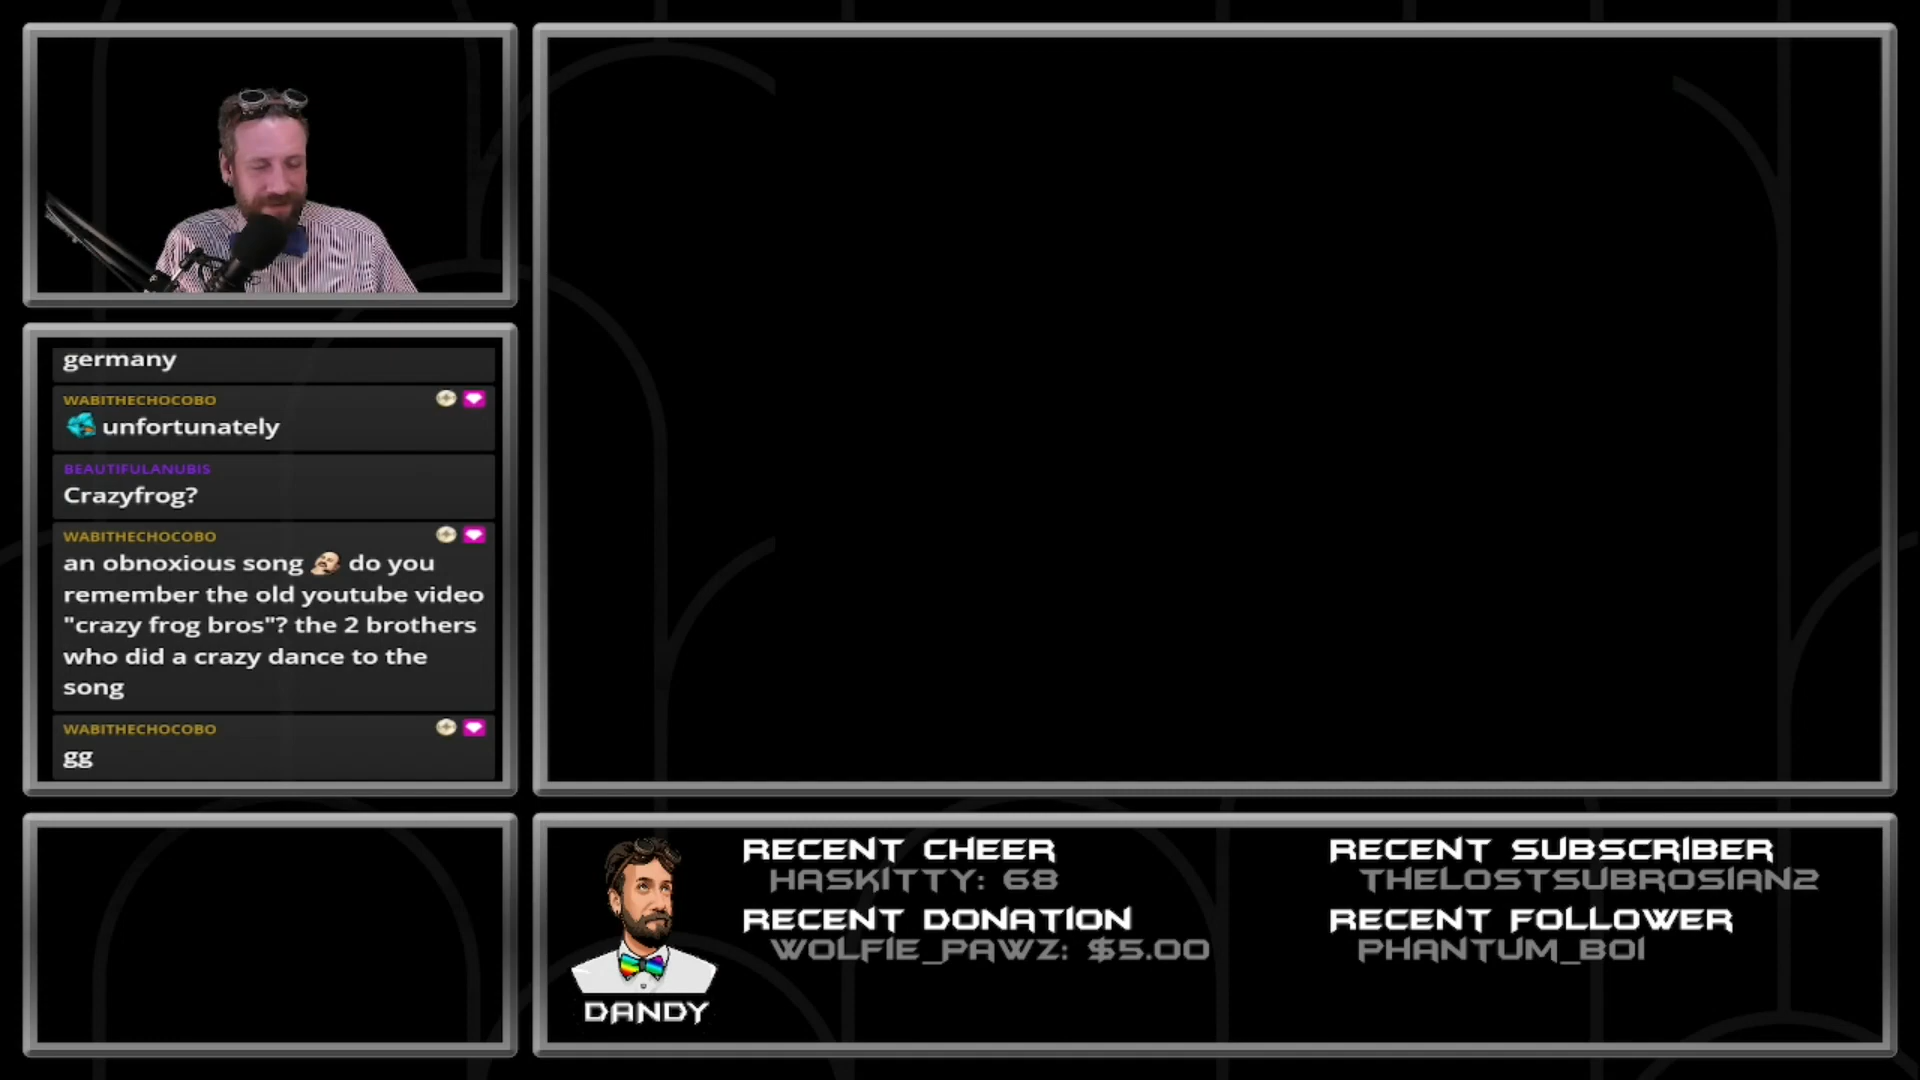 germany
WABITHECHOCOBO
unfortunately
BEAUTIFULANUBIS
Crazyfrog?
WABITHECHOCOBO
an obnoxious song do you
remember the old youtube video
"crazy frog bros"? the 2 brothers
who did a crazy dance to the
song
WABITHECHOCOBO
gg
DANDY
RECENT CHEER
HASKITTY: 68
RECENT DONATION
WOLFIE_PAWZ: $5.00
RECENT SUBSCRIBER
THELOSTSUBROSIAN2
RECENT FOLLOWER
PHANTUM_BOI